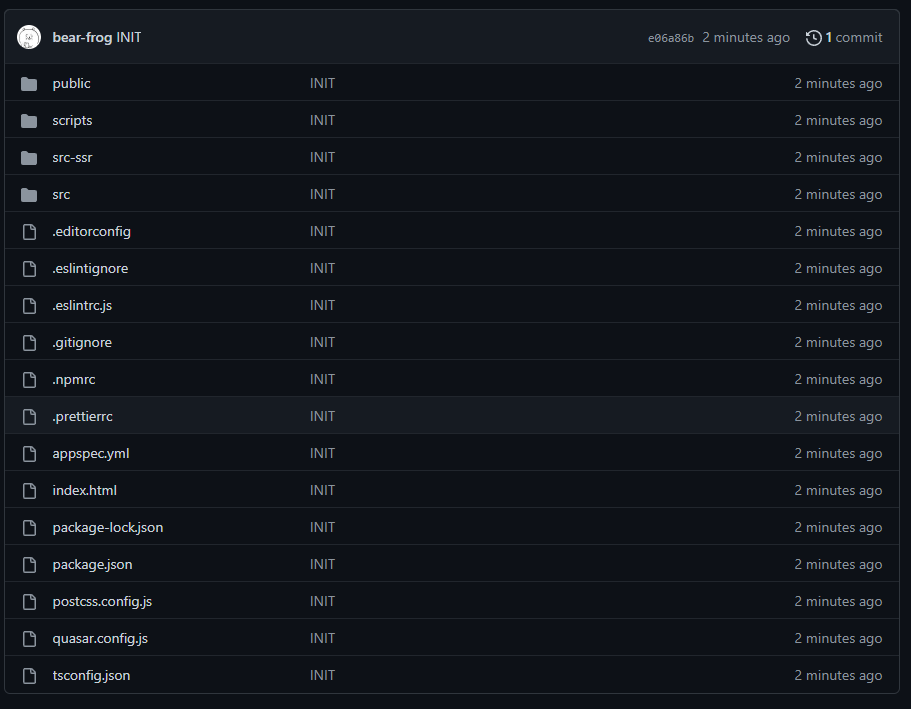 bear-frog INIT e06a86b 2 minutes ago 1 commit
public INIT 2 minutes ago
scripts INIT 2 minutes ago
src-ssr INIT 2 minutes ago
src INIT 2 minutes ago
.editorconfig INIT 2 minutes ago
.eslintignore INIT 2 minutes ago
.eslintrc.js INIT 2 minutes ago
.gitignore INIT 2 minutes ago
.npmrc INIT 2 minutes ago
.prettierrc INIT 2 minutes ago
appspec.yml INIT 2 minutes ago
index.html INIT 2 minutes ago
package-lock.json INIT 2 minutes ago
package.json INIT 2 minutes ago
postcss.config.js INIT 2 minutes ago
quasar.config.js INIT 2 minutes ago
tsconfig.json INIT 2 minutes ago